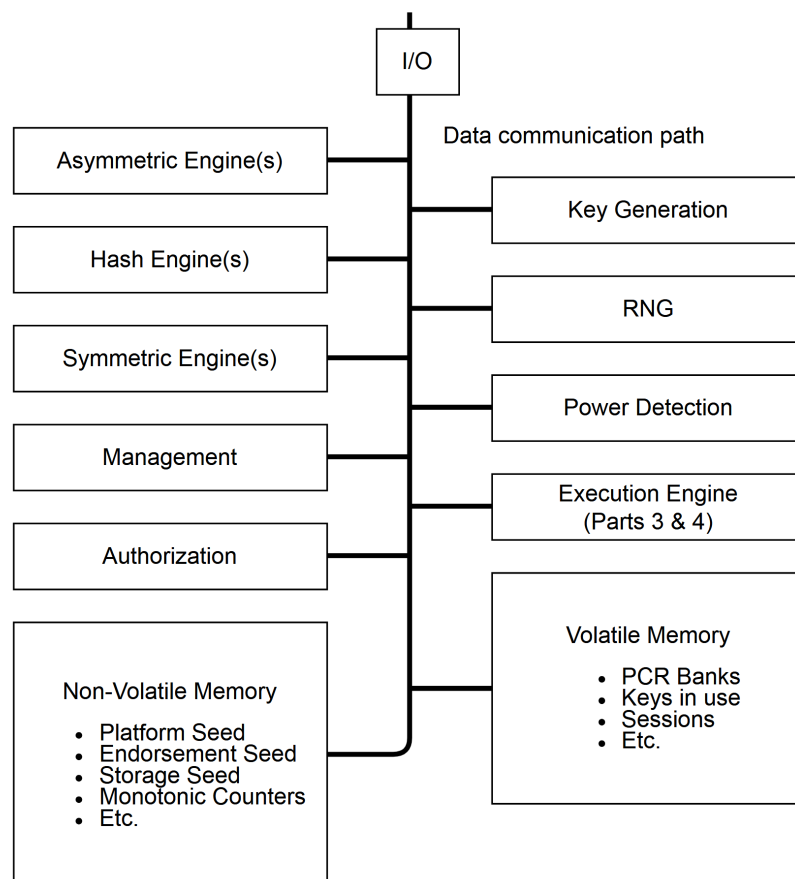 I/O
Data communication path
Asymmetric Engine(s)
Key Generation
Hash Engine(s)
RNG
Symmetric Engine(s)
Power Detection
Management
Execution Engine
(Parts 3 & 4)
Authorization
Volatile Memory
• PCR Banks
• Keys in use
• Sessions
• Etc.
Non-Volatile Memory
• Platform Seed
• Endorsement Seed
• Storage Seed
• Monotonic Counters
• Etc.